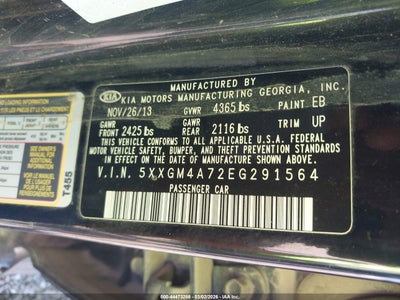 MANUFACTURED BY
KIA KIA MOTORS MANUFACTURING GEORGIA, INC.
NOV/26/13 GVWR 4365 lbs PAINT EB
GAWR GAWR TRIM UP
FRONT 2425 lbs REAR 2116 lbs
THIS VEHICLE CONFORMS TO ALL APPLICABLE U.S.A. FEDERAL
MOTOR VEHICLE SAFETY, BUMPER, AND THEFT PREVENTION
STANDARDS IN EFFECT ON THE DATE OF MANUFACTURE SHOWN ABOVE.
V.I.N. 5XXGM4A72EG291564
PASSENGER CAR
T455